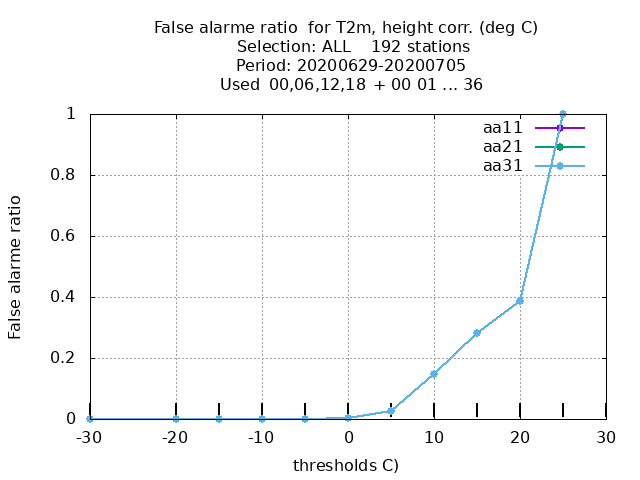 False alarme ratio  for T2m, height corr. (deg C)
Selection: ALL    192 stations
Period: 20200629-20200705
Used  00,06,12,18  + 00 01 ... 36
False alarme ratio
1
0.8
0.6
0.4
0.2
0
aa11
aa21
aa31
-30 -20 -10 0 10 20 30
thresholds C)